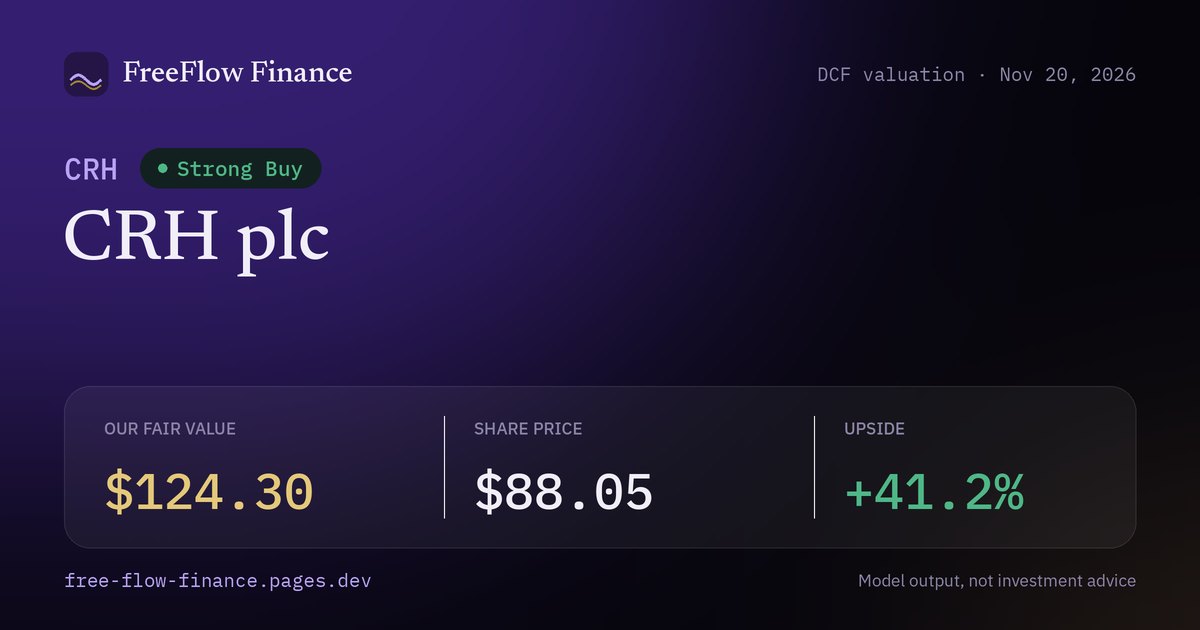 FreeFlow Finance
DCF valuation · Nov 20, 2026
CRH
Strong Buy
CRH plc
OUR FAIR VALUE
$124.30
SHARE PRICE
$88.05
UPSIDE
+41.2%
free-flow-finance.pages.dev
Model output, not investment advice